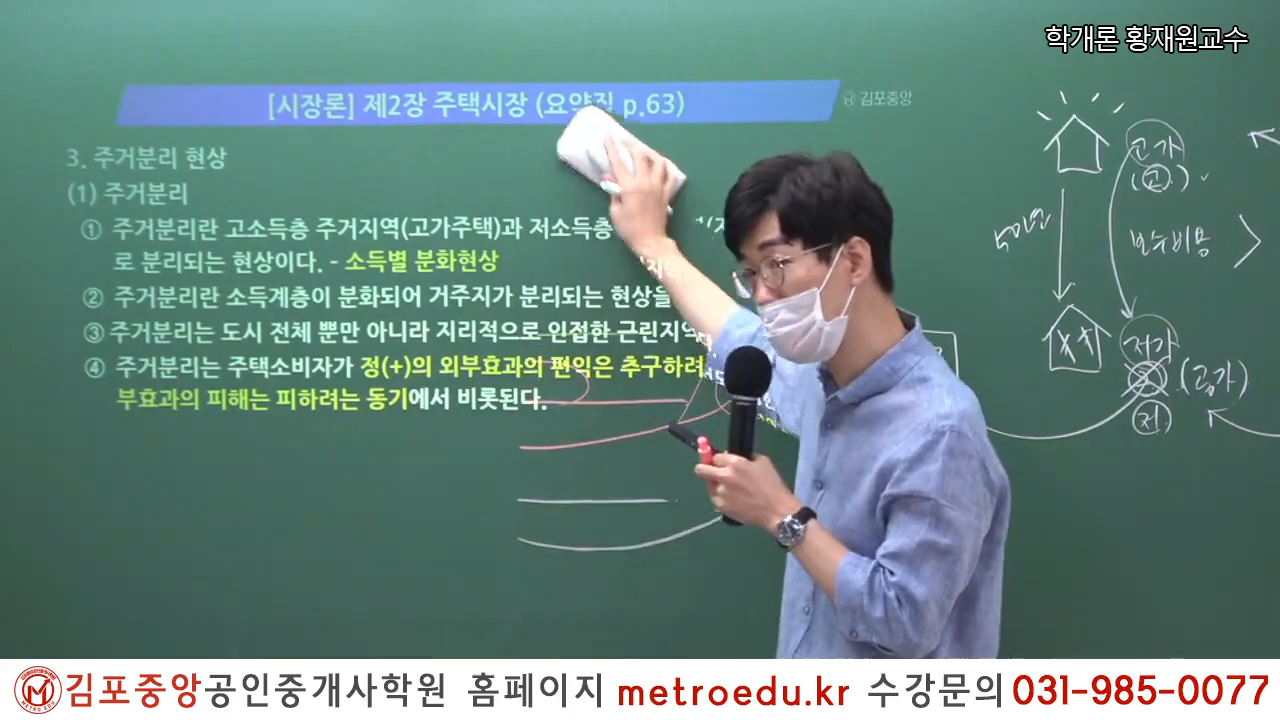 학개론 황재원교수
[시장론] 제2장 주택시장 (요약집 p.63)
김포중앙
3. 주거분리 현상
(1) 주거분리
① 주거분리란 고소득층 주거지역(고가주택)과 저소득층
로 분리되는 현상이다. - 소득별 분화현상
② 주거분리란 소득계층이 분화되어 거주지가 분리되는 현상을
③ 주거분리는 도시 전체 뿐만 아니라 지리적으로 인접한 근린지역
④ 주거분리는 주택소비자가 정(+)의 외부효과의 편익은 추구하려
부효과의 피해는 피하려는 동기에서 비롯된다.
고가
(고)
50년
보수비용
저가
(고가)
저
METRO EDU
김포중앙공인중개사학원 홈페이지 metroedu.kr 수강문의 031-985-0077